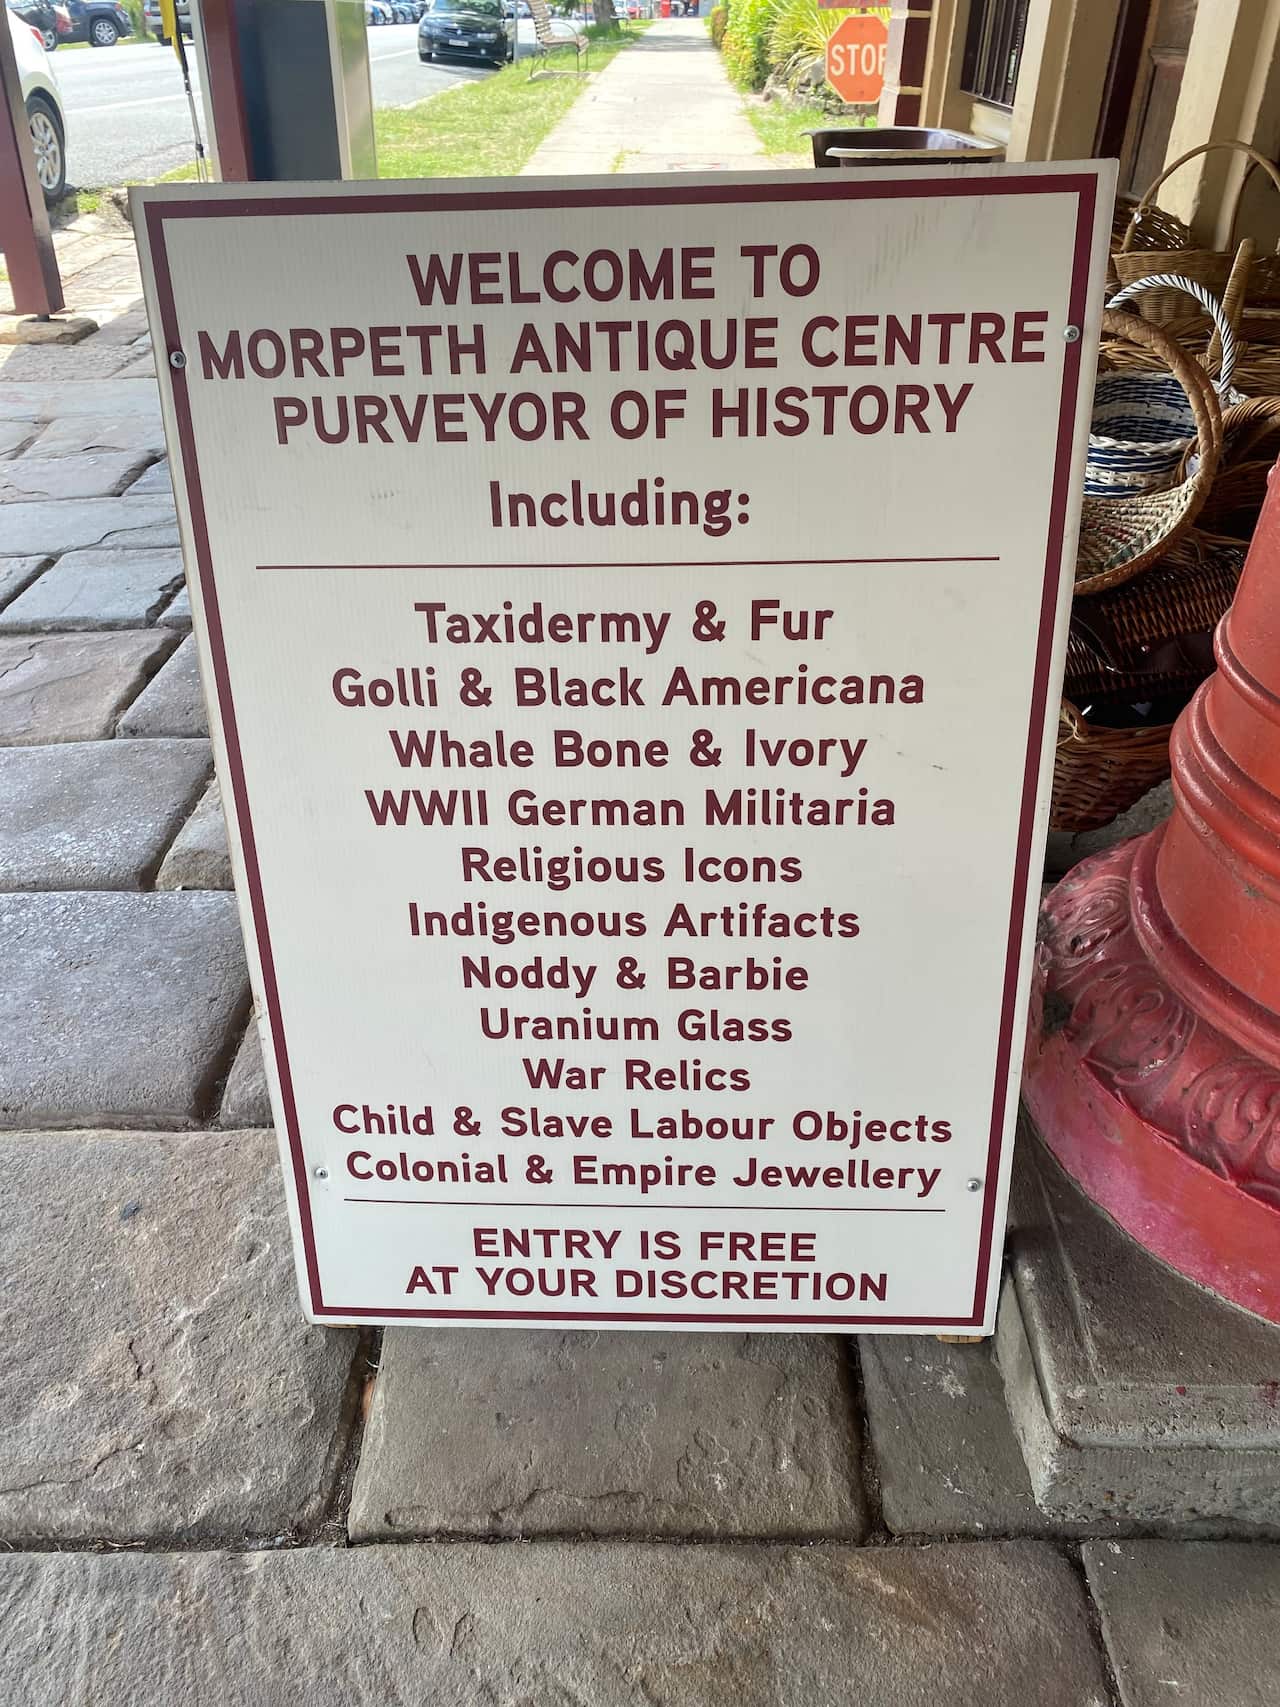 STOP
WELCOME TO
MORPETH ANTIQUE CENTRE
PURVEYOR OF HISTORY
Including:
Taxidermy & Fur
Golli & Black Americana
Whale Bone & Ivory
WWII German Militaria
Religious Icons
Indigenous Artifacts
Noddy & Barbie
Uranium Glass
War Relics
Child & Slave Labour Objects
Colonial & Empire Jewellery
ENTRY IS FREE
AT YOUR DISCRETION